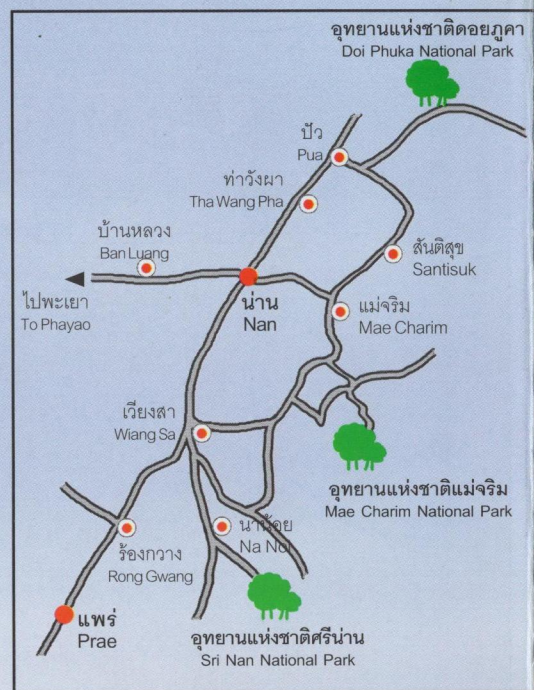 อุทยานแห่งชาติดอยภูคา
Doi Phuka National Park
ปัว
Pua
ท่าวังผา
Tha Wang Pha
บ้านหลวง
Ban Luang
สันติสุข
Santisuk
ไปพะเยา
To Phayao
น่าน
Nan
แม่จริม
Mae Charim
เวียงสา
Wiang Sa
อุทยานแห่งชาติแม่จริม
Mae Charim National Park
นาน้อย
Na Noi
ร้องกวาง
Rong Gwang
แพร่
Prae
อุทยานแห่งชาติศรีน่าน
Sri Nan National Park